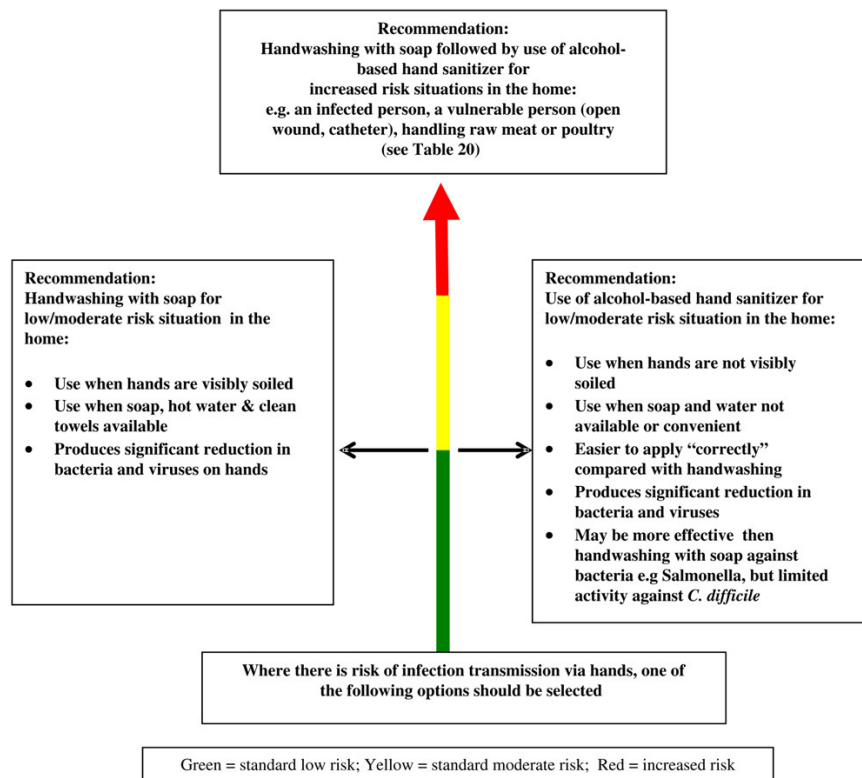 Recommendation:
Handwashing with soap followed by use of alcohol-
based hand sanitizer for
increased risk situations in the home:
e.g. an infected person, a vulnerable person (open
wound, catheter), handling raw meat or poultry
(see Table 20)
Recommendation:
Handwashing with soap for
low/moderate risk situation in the
home:
• Use when hands are visibly soiled
• Use when soap, hot water & clean
towels available
• Produces significant reduction in
bacteria and viruses on hands
Recommendation:
Use of alcohol-based hand sanitizer for
low/moderate risk situation in the home:
• Use when hands are not visibly
soiled
• Use when soap and water not
available or convenient
• Easier to apply “correctly”
compared with handwashing
• Produces significant reduction in
bacteria and viruses
• May be more effective then
handwashing with soap against
bacteria e.g Salmonella, but limited
activity against C. difficile
Where there is risk of infection transmission via hands, one of
the following options should be selected
Green = standard low risk; Yellow = standard moderate risk; Red = increased risk